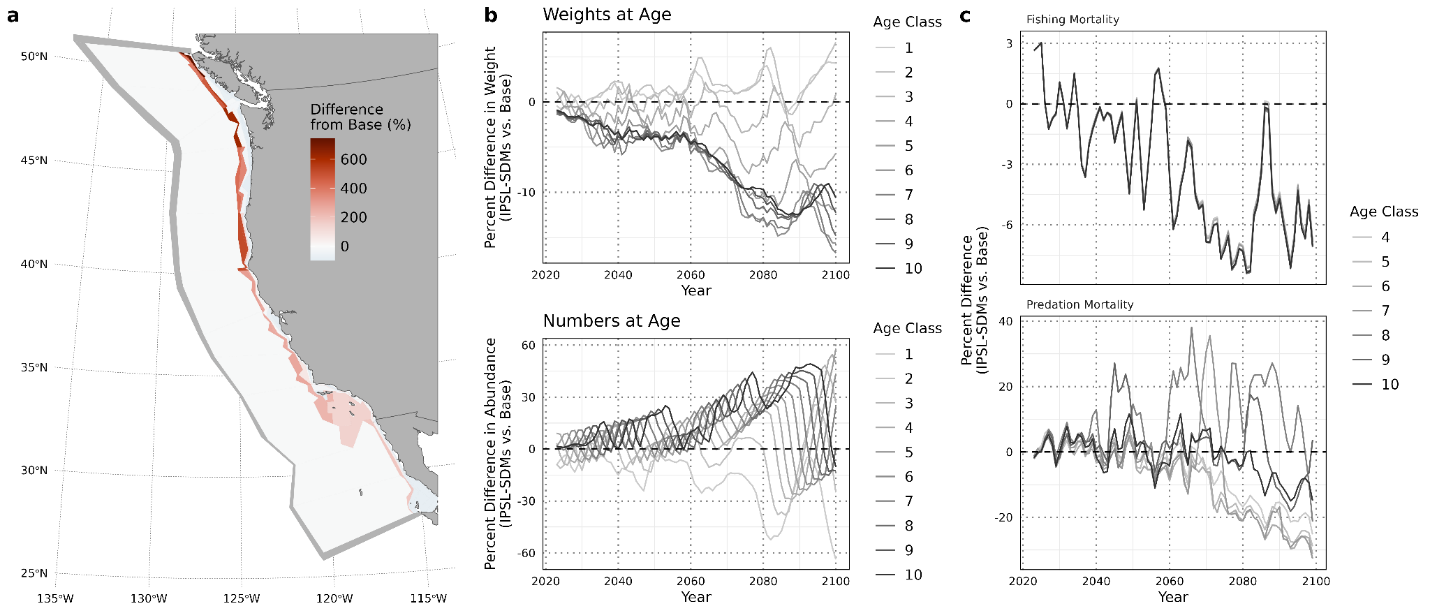 a
50°N
45°N
40°N
35°N
30°N
25°N
135°W
130°W
125°W
120°W
115°W
Difference
from Base (%)
600
400
200
0
b
Weights at Age
Percent Difference in Weight
(IPSL-SDMs vs. Base)
0
-10
2020
2040
2060
2080
2100
Year
Age Class
1
2
3
4
5
6
7
8
9
10
Numbers at Age
Percent Difference in Abundance
(IPSL-SDMs vs. Base)
60
30
0
-30
-60
2020
2040
2060
2080
2100
Year
Age Class
1
2
3
4
5
6
7
8
9
10
c
Fishing Mortality
3
0
-3
-6
Percent Difference
(IPSL-SDMs vs. Base)
Predation Mortality
40
20
0
-20
2020
2040
2060
2080
2100
Year
Age Class
4
5
6
7
8
9
10